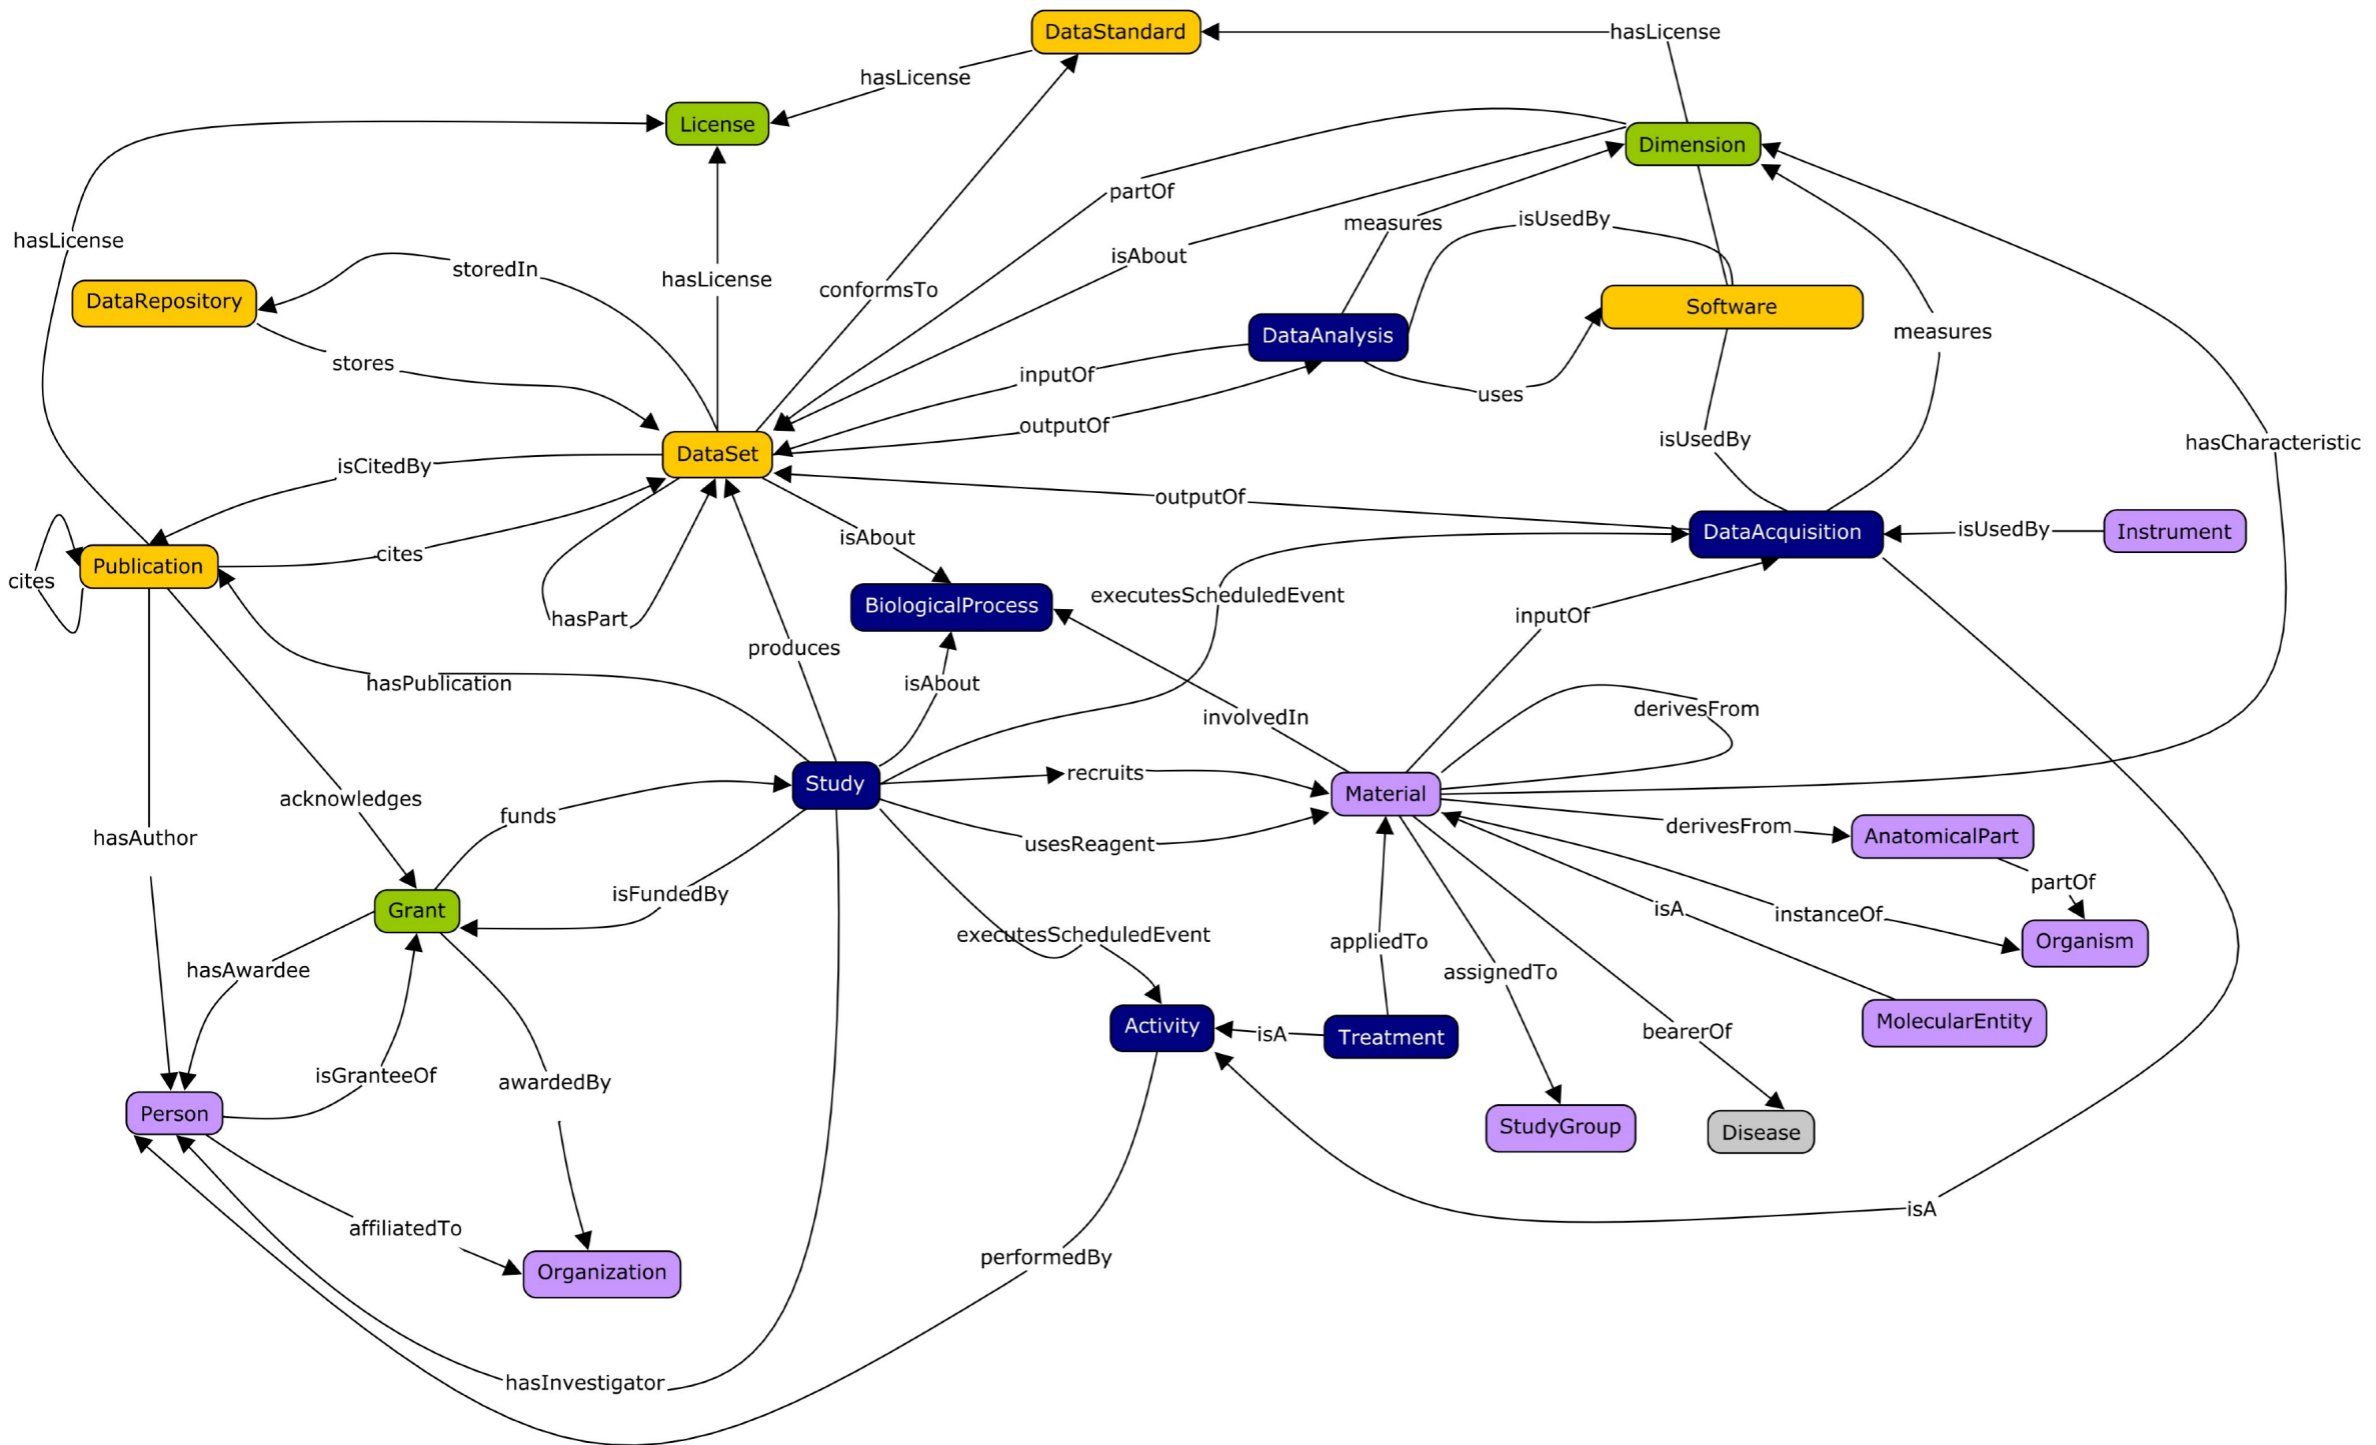 DataStandard
hasLicense
hasLicense
License
Dimension
partOf
measures
isUsedBy
hasLicense
isAbout
storedIn
hasLicense
conformsTo
DataRepository
Software
DataAnalysis
measures
stores
inputOf
uses
outputOf
isUsedBy
hasCharacteristic
DataSet
isCitedBy
outputOf
DataAcquisition
isUsedBy
Instrument
isAbout
cites
Publication
cites
executesScheduledEvent
BiologicalProcess
inputOf
hasPart
produces
hasPublication
isAbout
derivesFrom
involvedIn
recruits
Study
Material
acknowledges
funds
derivesFrom
AnatomicalPart
hasAuthor
usesReagent
partOf
isFundedBy
Grant
isA
instanceOf
executesScheduledEvent
appliedTo
Organism
hasAwardee
assignedTo
MolecularEntity
Activity
isA
Treatment
bearerOf
isGranteeOf
awardedBy
Person
StudyGroup
Disease
isA
affiliatedTo
performedBy
Organization
hasInvestigator